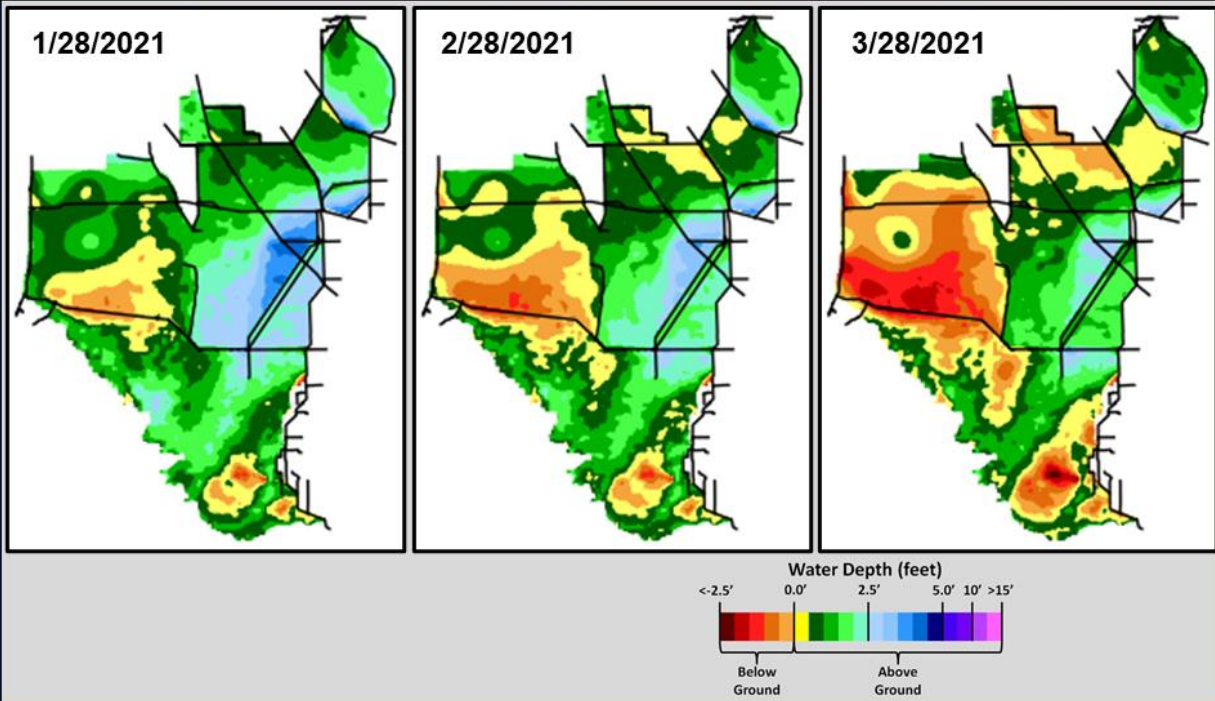 1/28/2021
2/28/2021
3/28/2021
Water Depth (feet)
<-2.5' 0.0' 2.5' 5.0' 10' >15'
Below Ground
Above Ground